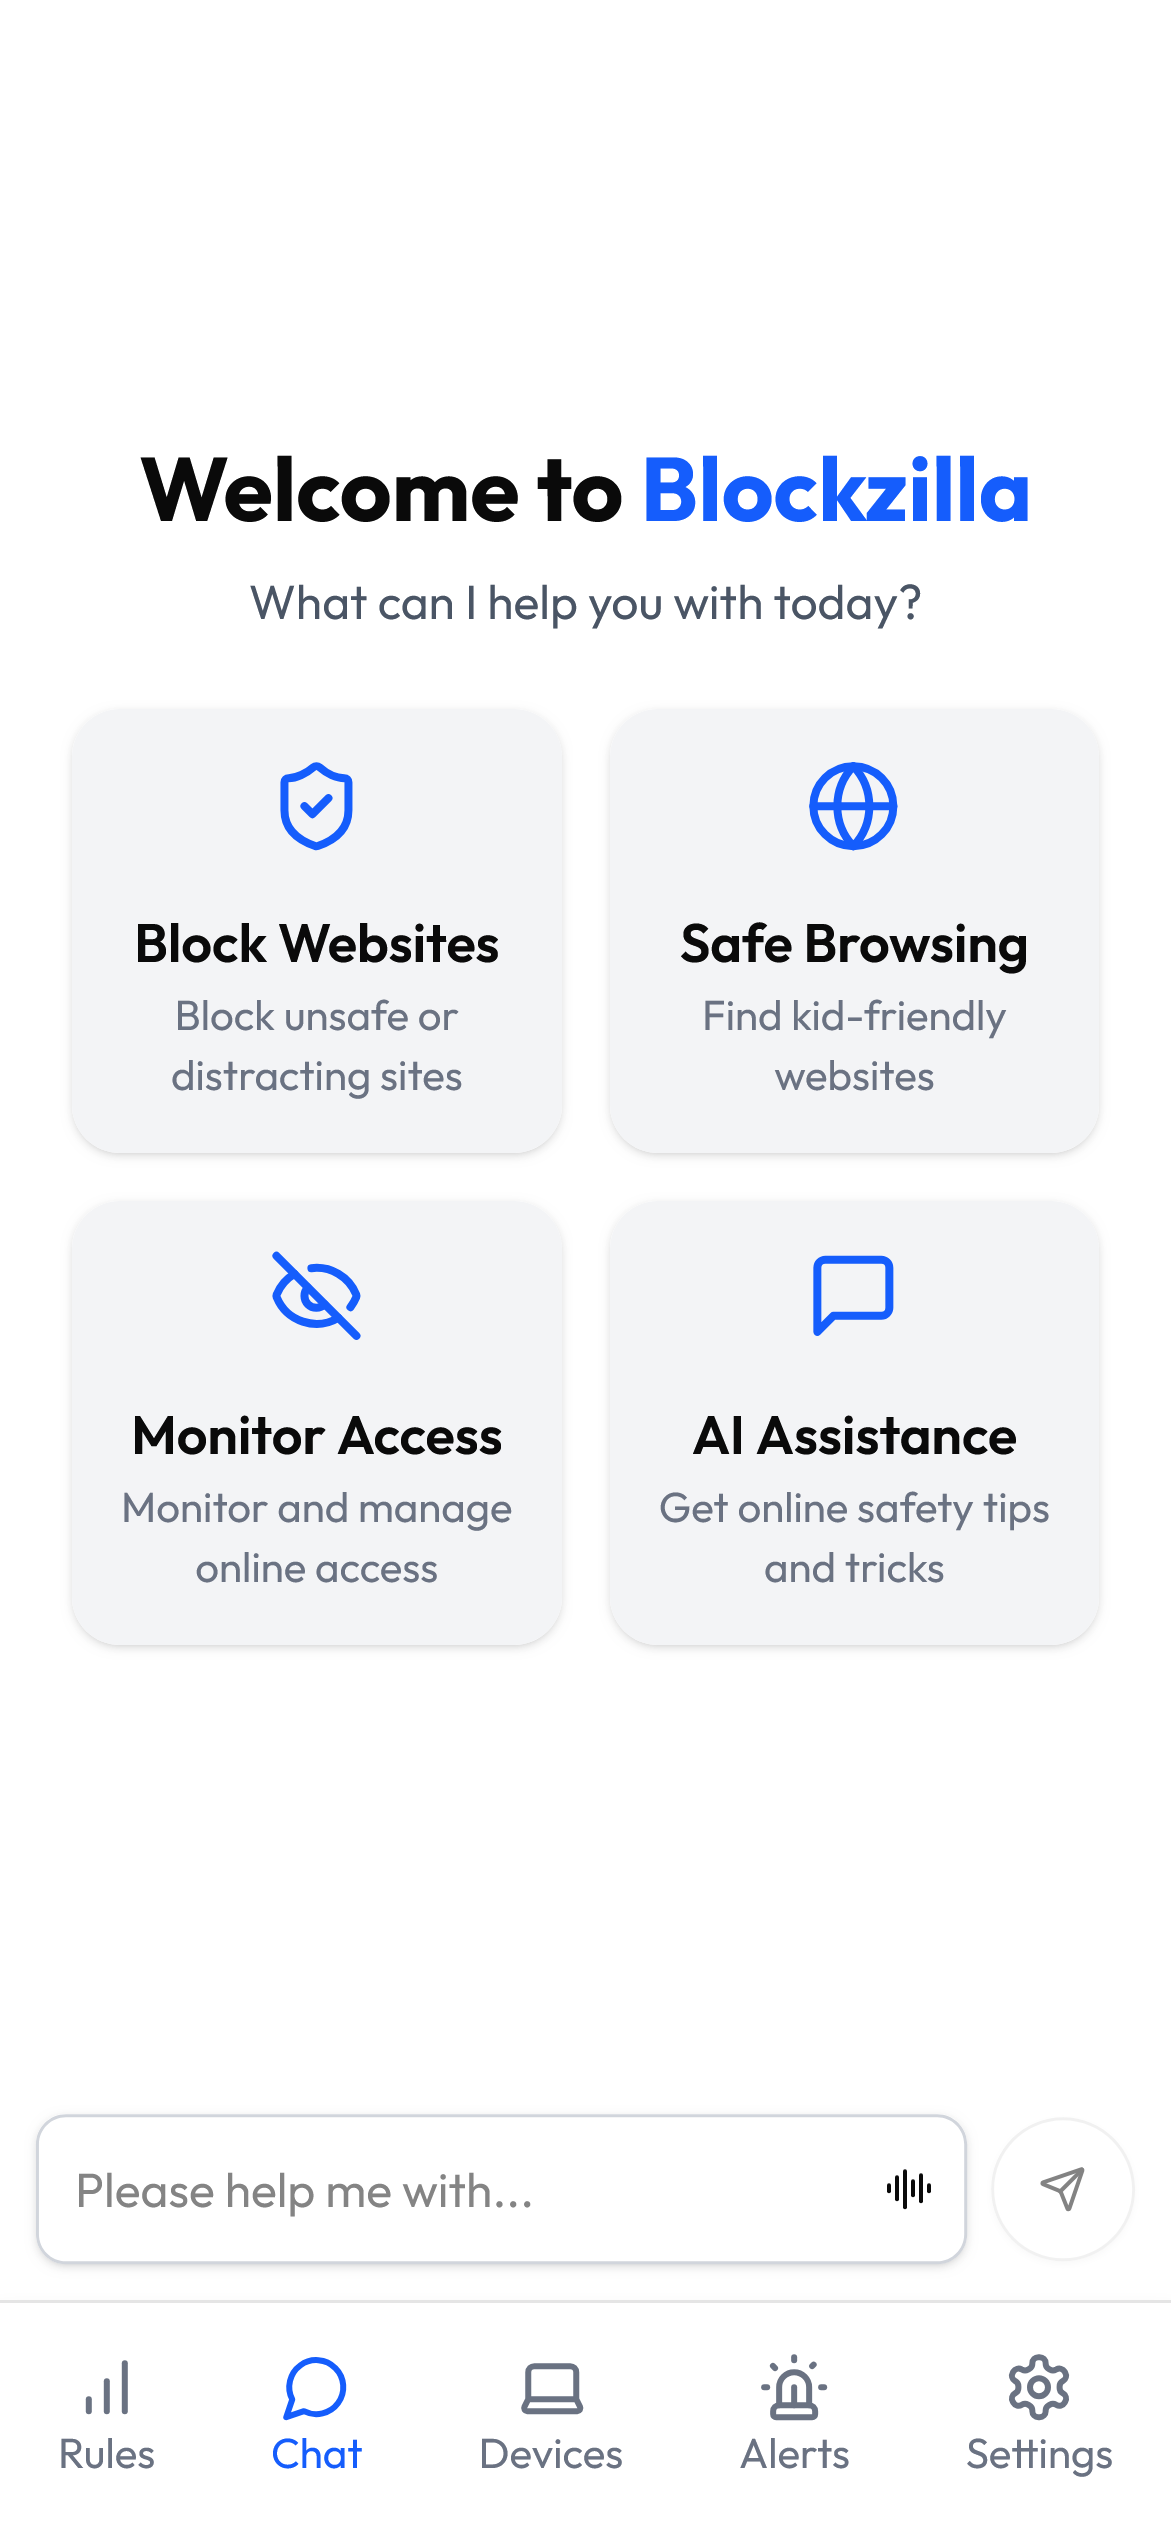 Welcome to Blockzilla
What can I help you with today?
Block Websites
Block unsafe or
distracting sites
Safe Browsing
Find kid-friendly
websites
Monitor Access
Monitor and manage
online access
AI Assistance
Get online safety tips
and tricks
Please help me with...
Rules
Chat
Devices
Alerts
Settings